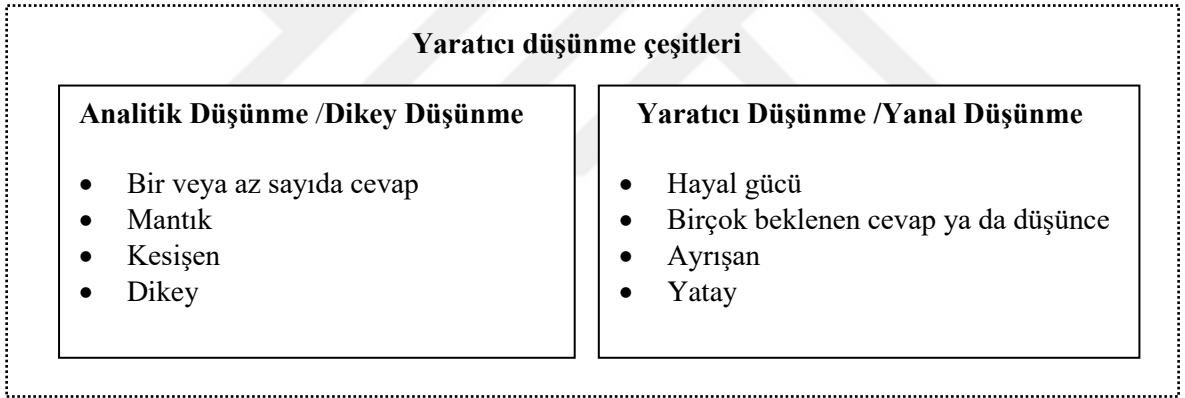 Yaratıcı düşünme çeşitleri
Analitik Düşünme /Dikey Düşünme
• Bir veya az sayıda cevap
• Mantık
• Kesişen
• Dikey
Yaratıcı Düşünme /Yanal Düşünme
• Hayal gücü
• Birçok beklenen cevap ya da düşünce
• Ayrışan
• Yatay